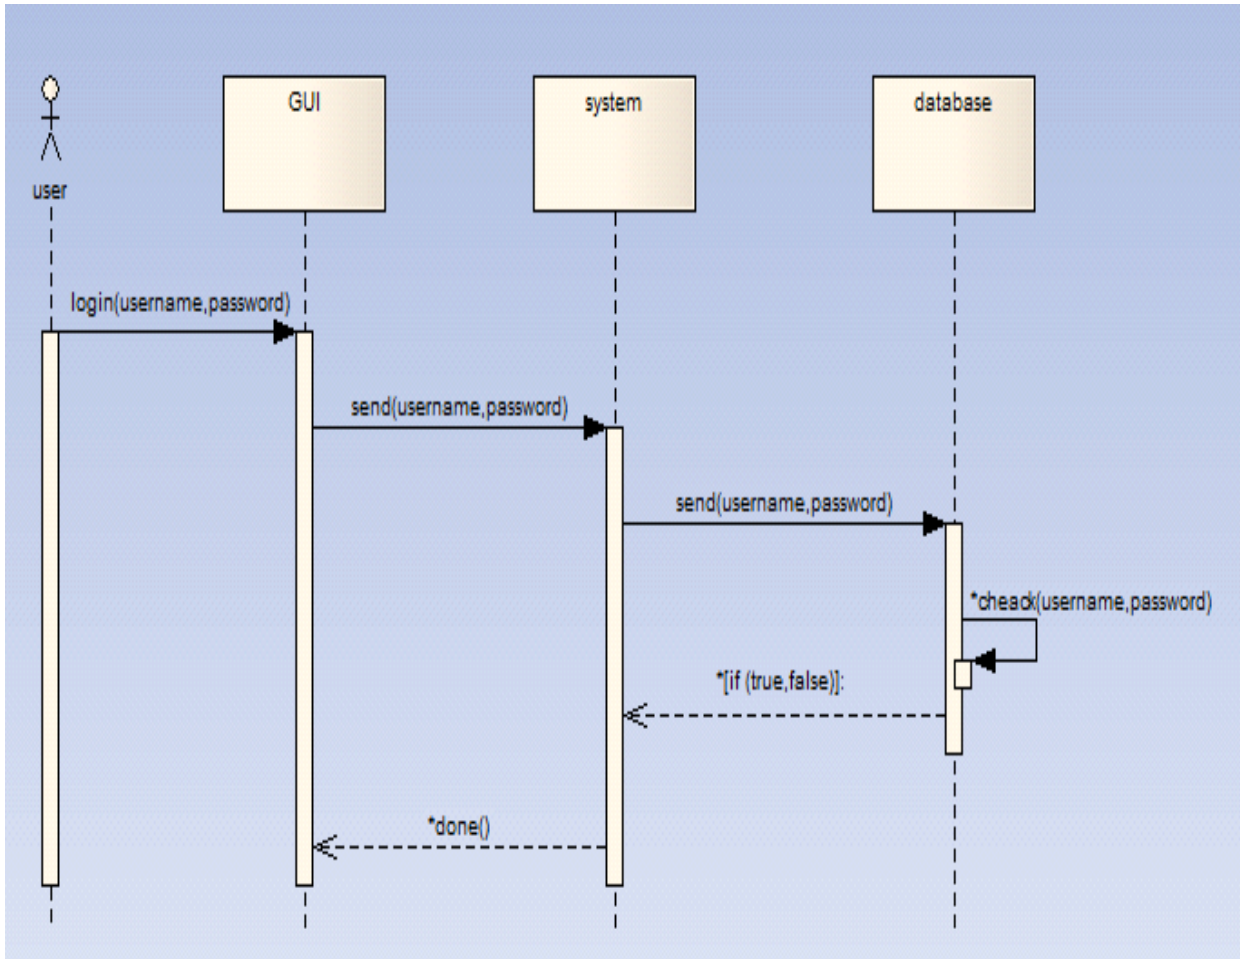 GUI
system
database
user
login(username,password)
send(username,password)
send(username,password)
*cheack(username,password)
*[if (true,false)]:
*done()